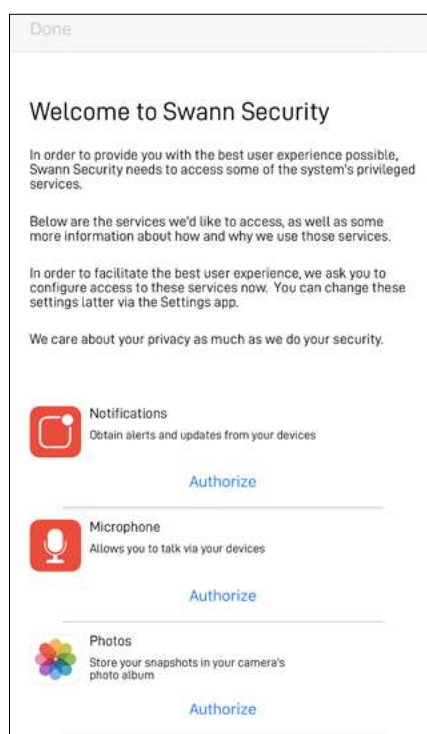 Done
Welcome to Swann Security
In order to provide you with the best user experience possible,
Swann Security needs to access some of the system's privileged
services.
Below are the services we'd like to access, as well as some
more information about how and why we use those services.
In order to facilitate the best user experience, we ask you to
configure access to these services now. You can change these
settings latter via the Settings app.
We care about your privacy as much as we do your security.
Notifications
Obtain alerts and updates from your devices
Authorize
Microphone
Allows you to talk via your devices
Authorize
Photos
Store your snapshots in your camera's
photo album
Authorize